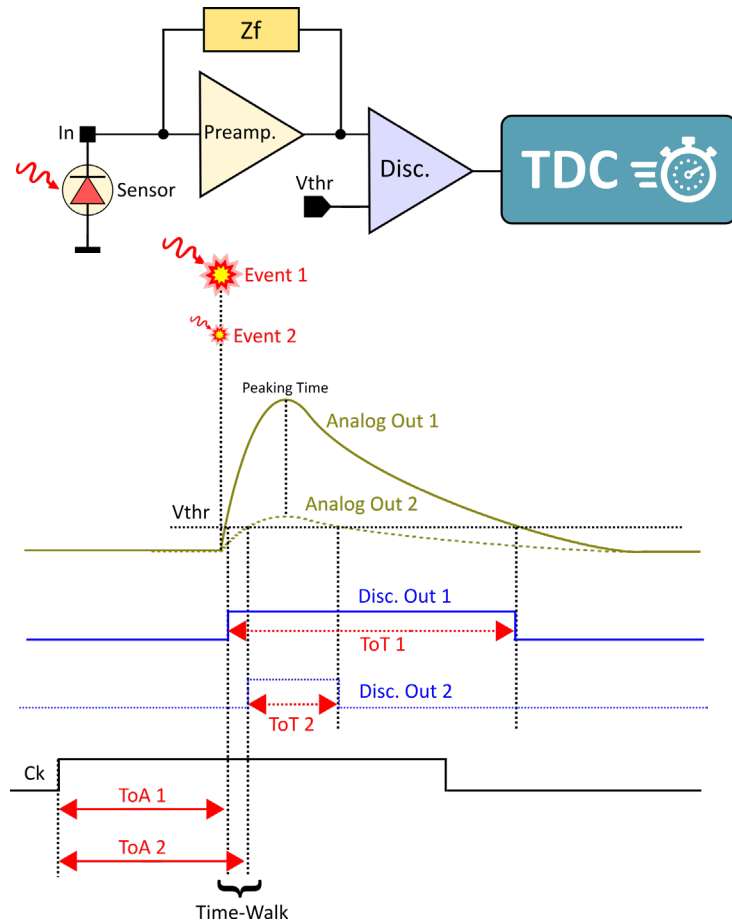 Zf
In
Preamp.
Sensor
Vthr
Disc.
TDC
Event 1
Event 2
Peaking Time
Analog Out 1
Vthr
Analog Out 2
Disc. Out 1
ToT 1
Disc. Out 2
ToT 2
Ck
ToA 1
ToA 2
Time-Walk